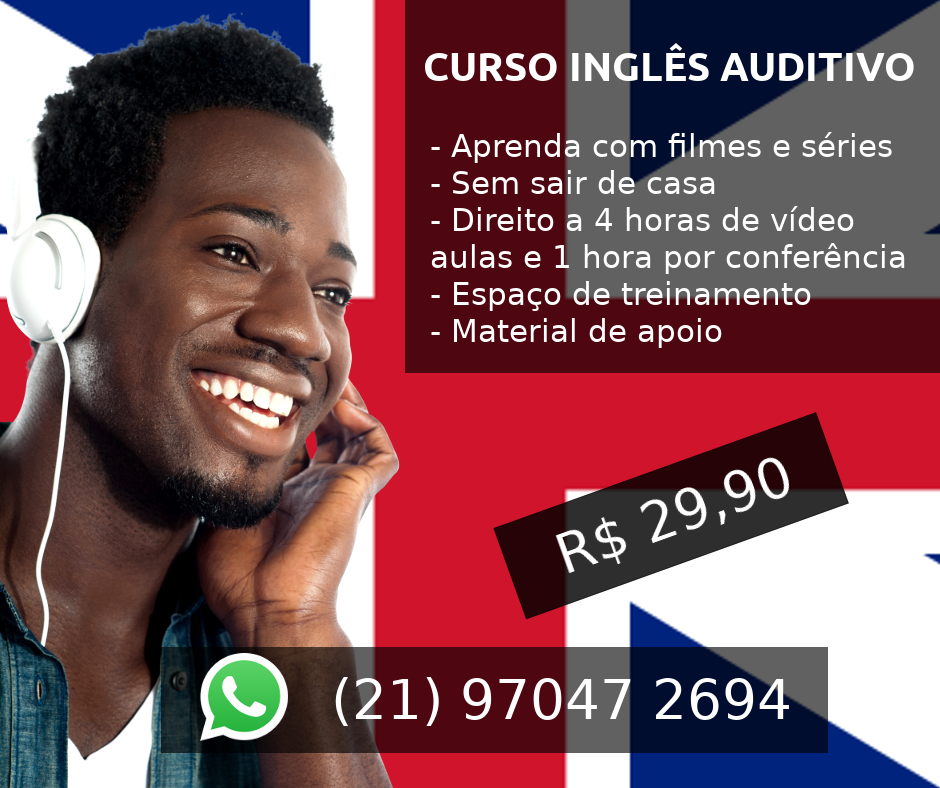 CURSO INGLÊS AUDITIVO
- Aprenda com filmes e séries
- Sem sair de casa
- Direito a 4 horas de vídeo
aulas e 1 hora por conferência
- Espaço de treinamento
- Material de apoio
R$ 29,90
(21) 97047 2694